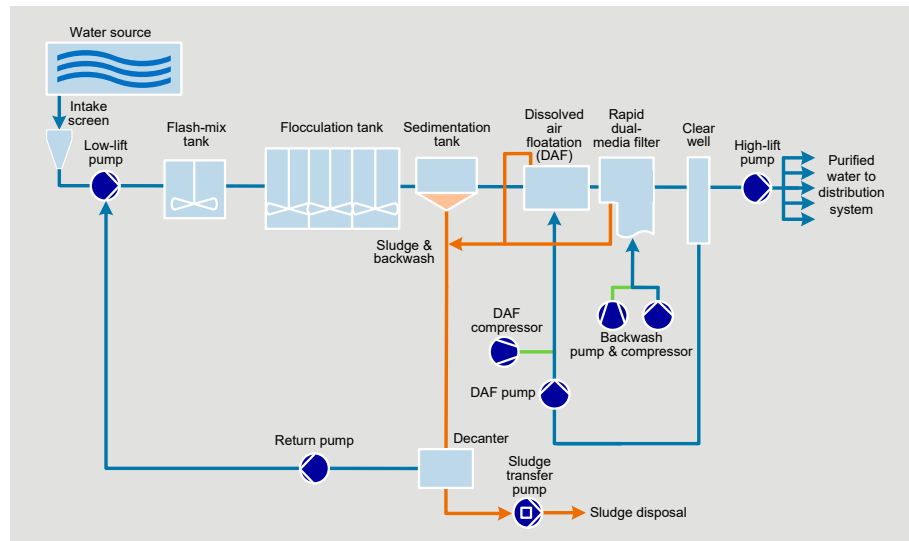 Water source
Intake
screen
Low-lift
pump
Flash-mix
tank
Flocculation tank
Sedimentation
tank
Dissolved
air
floatation
(DAF)
Rapid
dual-
media filter
Clear
well
High-lift
pump
Purified
water to
distribution
system
Sludge &
backwash
DAF
compressor
Backwash
pump & compressor
DAF pump
Return pump
Decanter
Sludge
transfer
pump
Sludge disposal